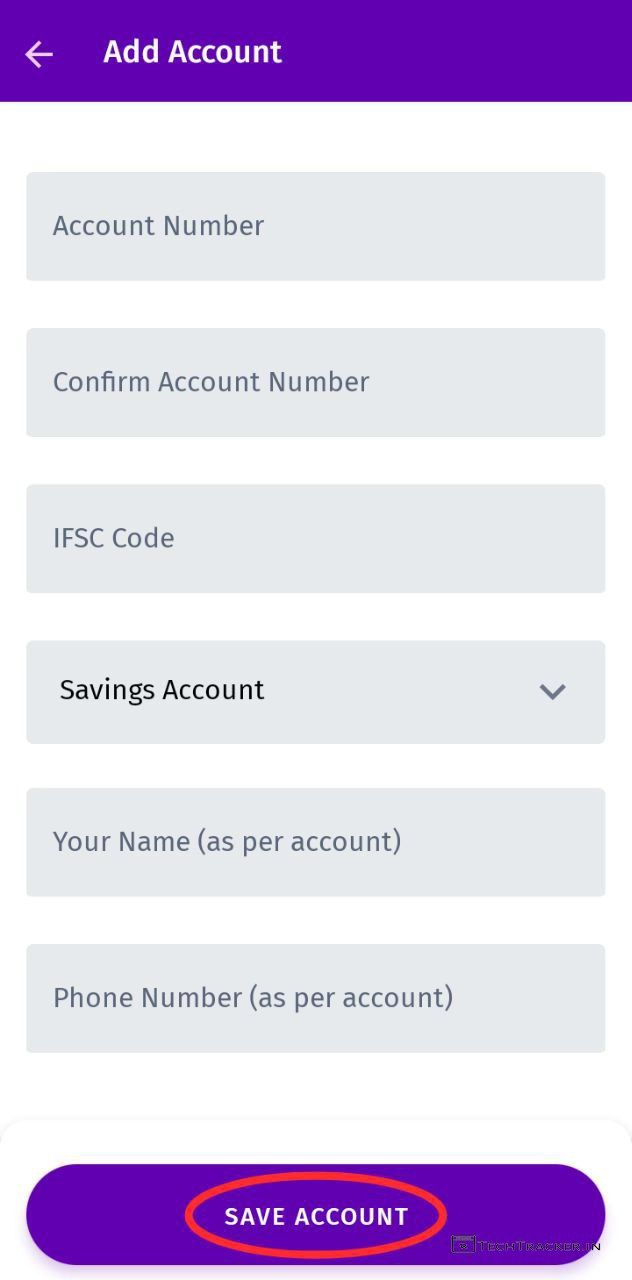 Add Account
Account Number
Confirm Account Number
IFSC Code
Savings Account
Your Name (as per account)
Phone Number (as per account)
SAVE ACCOUNT
TechTracker.in